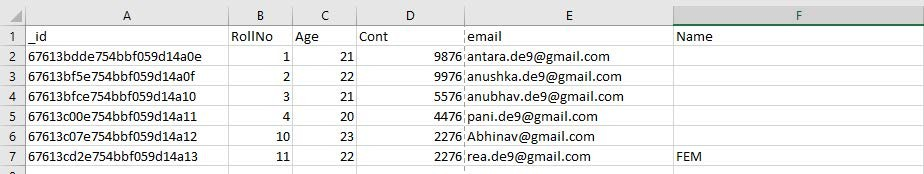 A B C D E F
1 _id RollNo Age Cont email Name
2 67613bdde754bbf059d14a0e 1 21 9876 antara.de9@gmail.com
3 67613bf5e754bbf059d14a0f 2 22 9976 anushka.de9@gmail.com
4 67613bfce754bbf059d14a10 3 21 5576 anubhav.de9@gmail.com
5 67613c00e754bbf059d14a11 4 20 4476 pani.de9@gmail.com
6 67613c07e754bbf059d14a12 10 23 2276 Abhinav@gmail.com
7 67613cd2e754bbf059d14a13 11 22 2276 rea.de9@gmail.com FEM